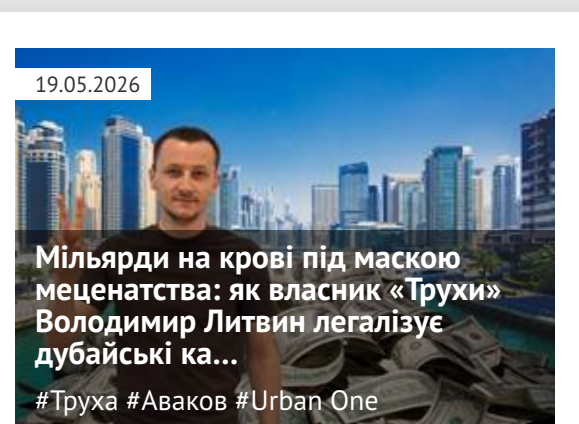 19.05.2026
Мільярди на крові під маскою
меценатства: як власник «Трухи»
Володимир Литвин легалізує
дубайські ка...
#Труха #Аваков #Urban One